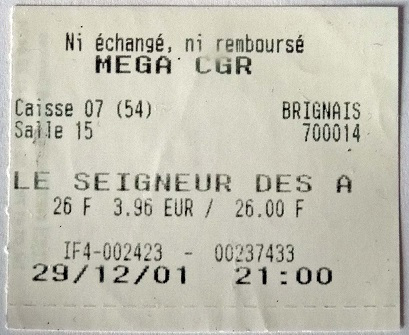 Ni échangé, ni remboursé
MEGA CGR
Caisse 07 (54) BRIGNAIS
Salle 15 700014
LE SEIGNEUR DES A
26 F 3.96 EUR / 26.00 F
IF4-002423 - 00237433
29/12/01 21:00